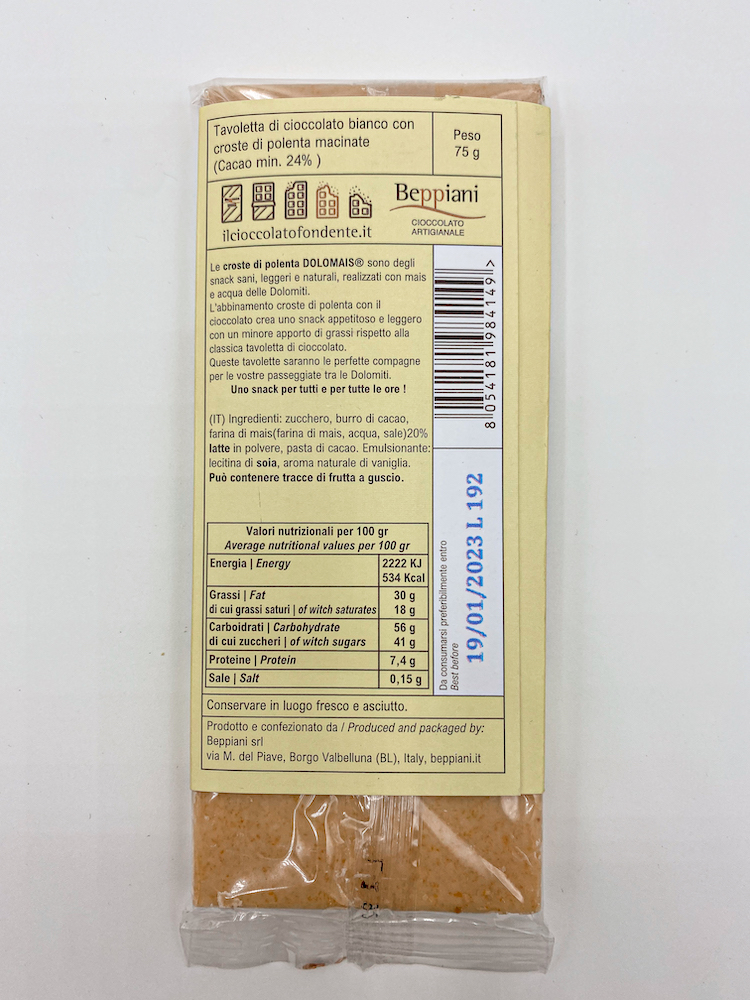 Tavoletta di cioccolato bianco con
croste di polenta macinate
(Cacao min. 24% )
Peso
75 g
ilcioccolatofondente.it
Beppiani
CIOCCOLATO
ARTIGIANALE
Le croste di polenta DOLOMAIS® sono degli
snack sani, leggeri e naturali, realizzati con mais
e acqua delle Dolomiti.
L'abbinamento croste di polenta con il
cioccolato crea uno snack appetitoso e leggero
con un minore apporto di grassi rispetto alla
classica tavoletta di cioccolato.
Queste tavolette saranno le perfette compagne
per le vostre passeggiate tra le Dolomiti.
Uno snack per tutti e per tutte le ore !
8 054181 984149 >
(IT) Ingredienti: zucchero, burro di cacao,
farina di mais(farina di mais, acqua, sale)20%
latte in polvere, pasta di cacao. Emulsionante:
lecitina di soia, aroma naturale di vaniglia.
Può contenere tracce di frutta a guscio.
Valori nutrizionali per 100 gr
Average nutritional values per 100 gr
Energia | Energy 2222 KJ
534 Kcal
Grassi | Fat 30 g
di cui grassi saturi | of witch saturates 18 g
Carboidrati | Carbohydrate 56 g
di cui zuccheri | of witch sugars 41 g
Proteine | Protein 7,4 g
Sale | Salt 0,15 g
Da consumarsi preferibilmente entro
Best before
19/01/2023 L 192
Conservare in luogo fresco e asciutto.
Prodotto e confezionato da / Produced and packaged by:
Beppiani srl
via M. del Piave, Borgo Valbelluna (BL), Italy, beppiani.it